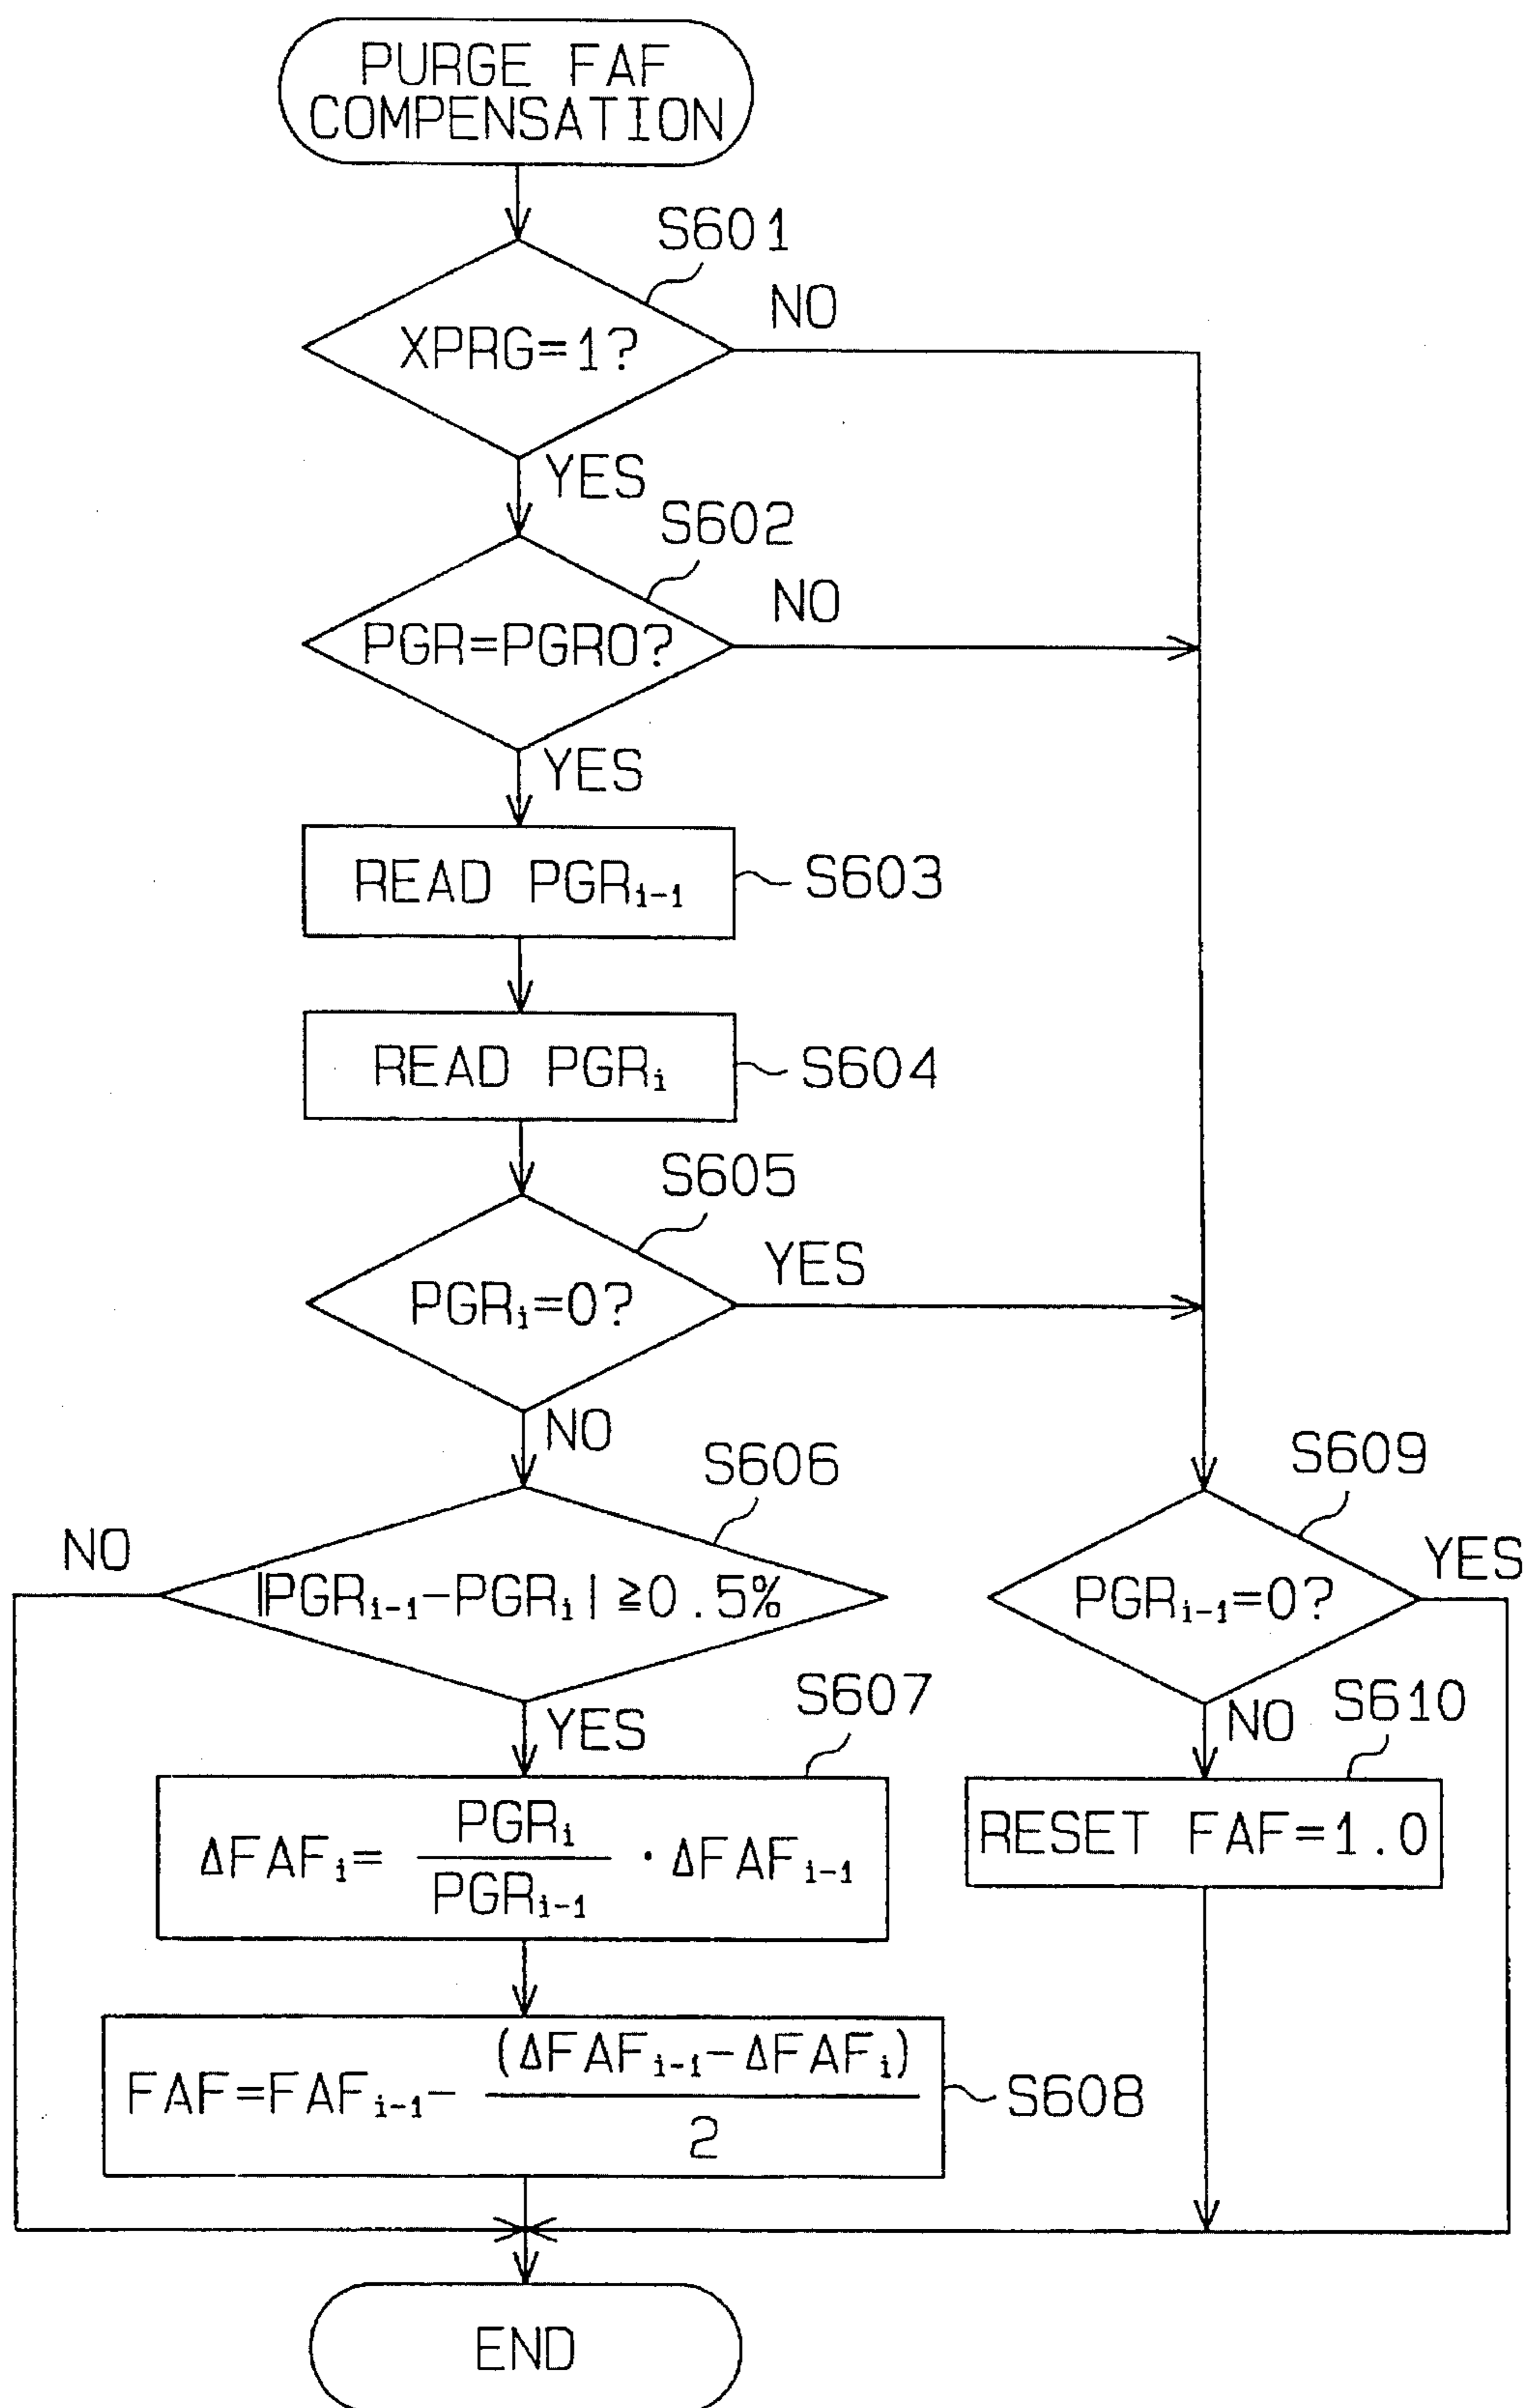 PURGE FAF
COMPENSATION
S601
XPRG=1?
NO
YES
S602
PGR=PGRO?
NO
YES
READ PGRi-1
S603
READ PGRi
S604
S605
PGRi=0?
YES
NO
S606
|PGRi-1-PGRi| ≧0.5%
NO
YES
S607
ΔFAFi= PGRi / PGRi-1 · ΔFAFi-1
FAF=FAFi-1- (ΔFAFi-1-ΔFAFi) / 2
S608
S609
PGRi-1=0?
YES
NO
S610
RESET FAF=1.0
END